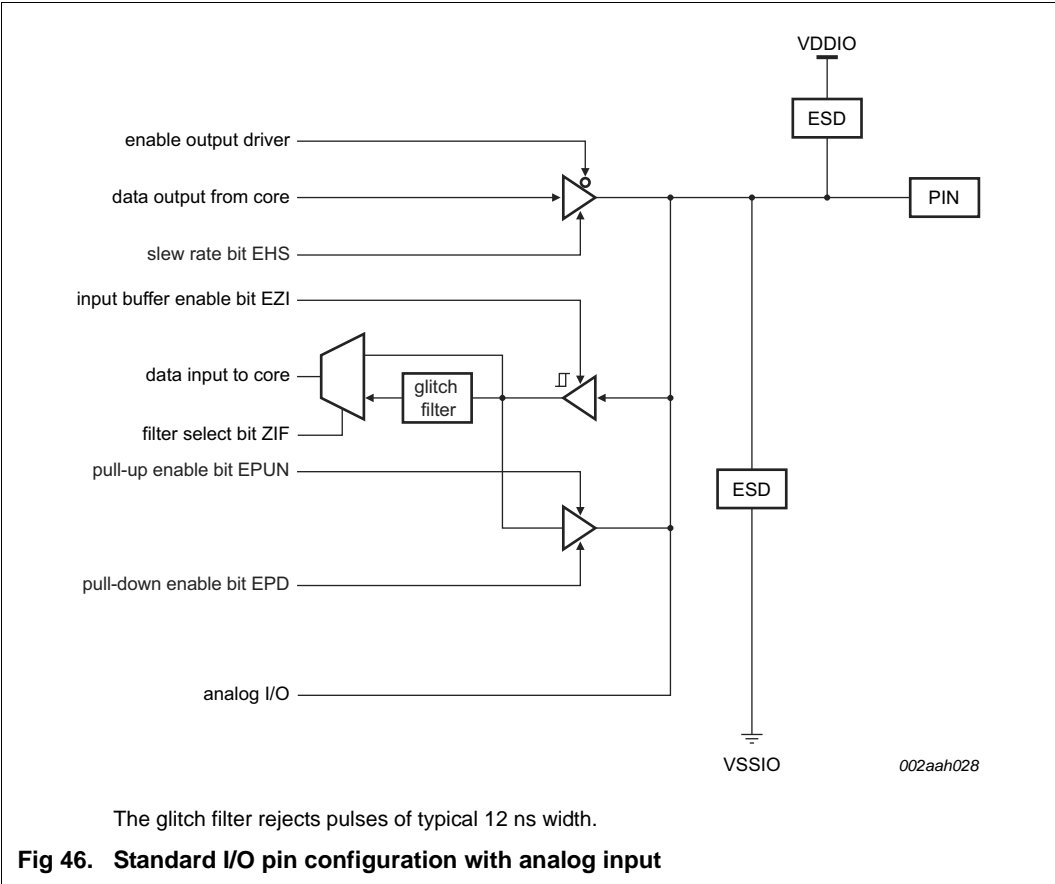 VDDIO
ESD
enable output driver
data output from core
PIN
slew rate bit EHS
input buffer enable bit EZI
data input to core
glitch
filter
filter select bit ZIF
pull-up enable bit EPUN
ESD
pull-down enable bit EPD
analog I/O
VSSIO
002aah028
The glitch filter rejects pulses of typical 12 ns width.
Fig 46. Standard I/O pin configuration with analog input